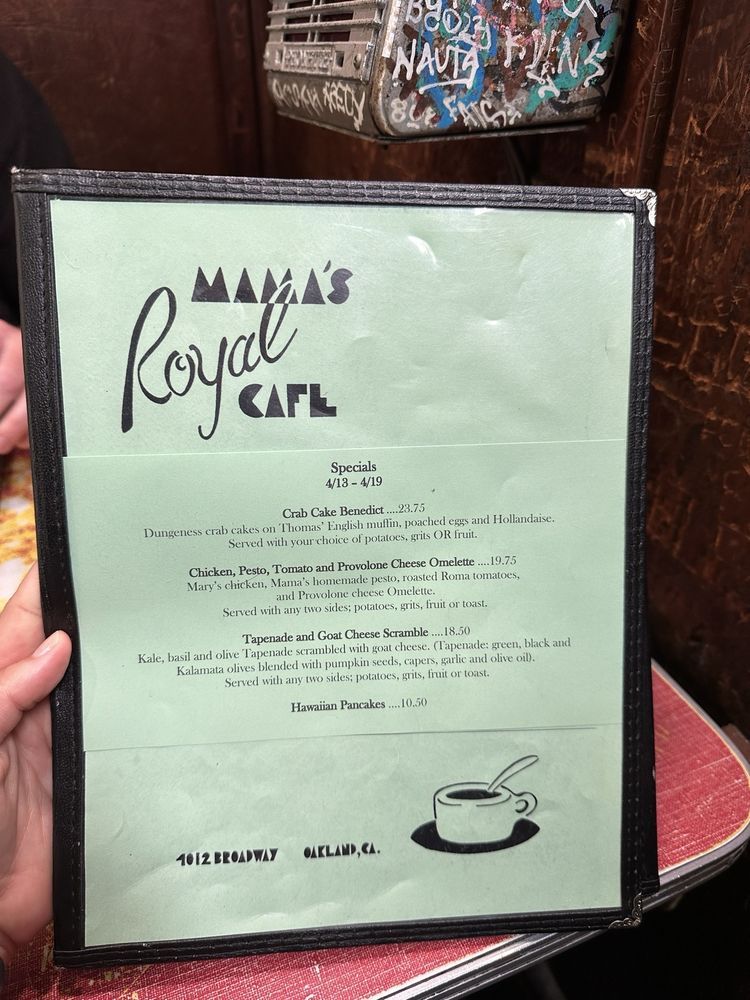 NAUTS
MAMA'S
Royal
CAFE
Specials
4/13 – 4/19
Crab Cake Benedict ....23.75
Dungeness crab cakes on Thomas' English muffin, poached eggs and Hollandaise.
Served with your choice of potatoes, grits OR fruit.
Chicken, Pesto, Tomato and Provolone Cheese Omelette ....19.75
Mary's chicken, Mama's homemade pesto, roasted Roma tomatoes,
and Provolone cheese Omelette.
Served with any two sides; potatoes, grits, fruit or toast.
Tapenade and Goat Cheese Scramble ....18.50
Kale, basil and olive Tapenade scrambled with goat cheese. (Tapenade: green, black and
Kalamata olives blended with pumpkin seeds, capers, garlic and olive oil).
Served with any two sides; potatoes, grits, fruit or toast.
Hawaiian Pancakes ....10.50
4012 BROADWAY OAKLAND, CA.